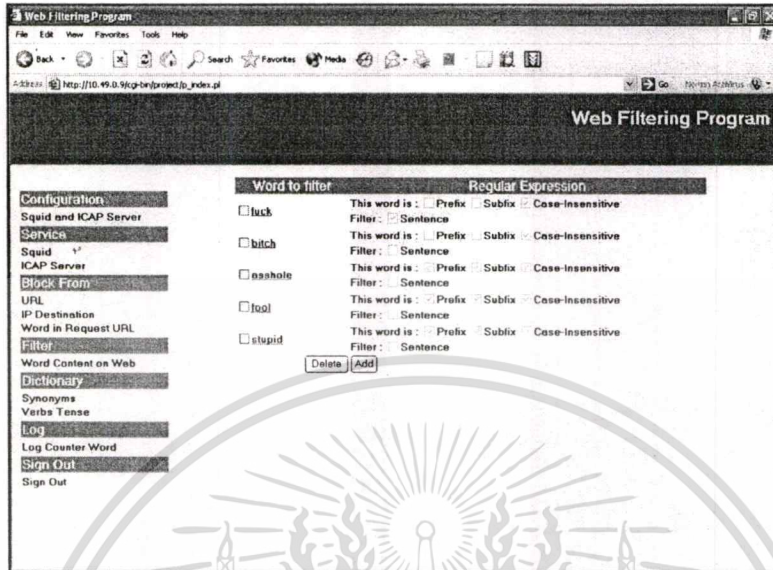 Web Filtering Program
File Edit View Favorites Tools Help
Back Search Favorites Media
Address http://10.49.0.9/cgi-bin/project/p_index.pl Go Norton AntiVirus
Web Filtering Program
Configuration
Squid and ICAP Server
Service
Squid
ICAP Server
Block From
URL
IP Destination
Word in Request URL
Filter
Word Content on Web
Dictionary
Synonyms
Verbs Tense
Log
Log Counter Word
Sign Out
Sign Out
Word to filter Regular Expression
fuck This word is : Prefix Subfix Case-Insensitive
Filter : Sentence
bitch This word is : Prefix Subfix Case-Insensitive
Filter : Sentence
asshole This word is : Prefix Subfix Case-Insensitive
Filter : Sentence
fool This word is : Prefix Subfix Case-Insensitive
Filter : Sentence
stupid This word is : Prefix Subfix Case-Insensitive
Filter : Sentence
Delete Add